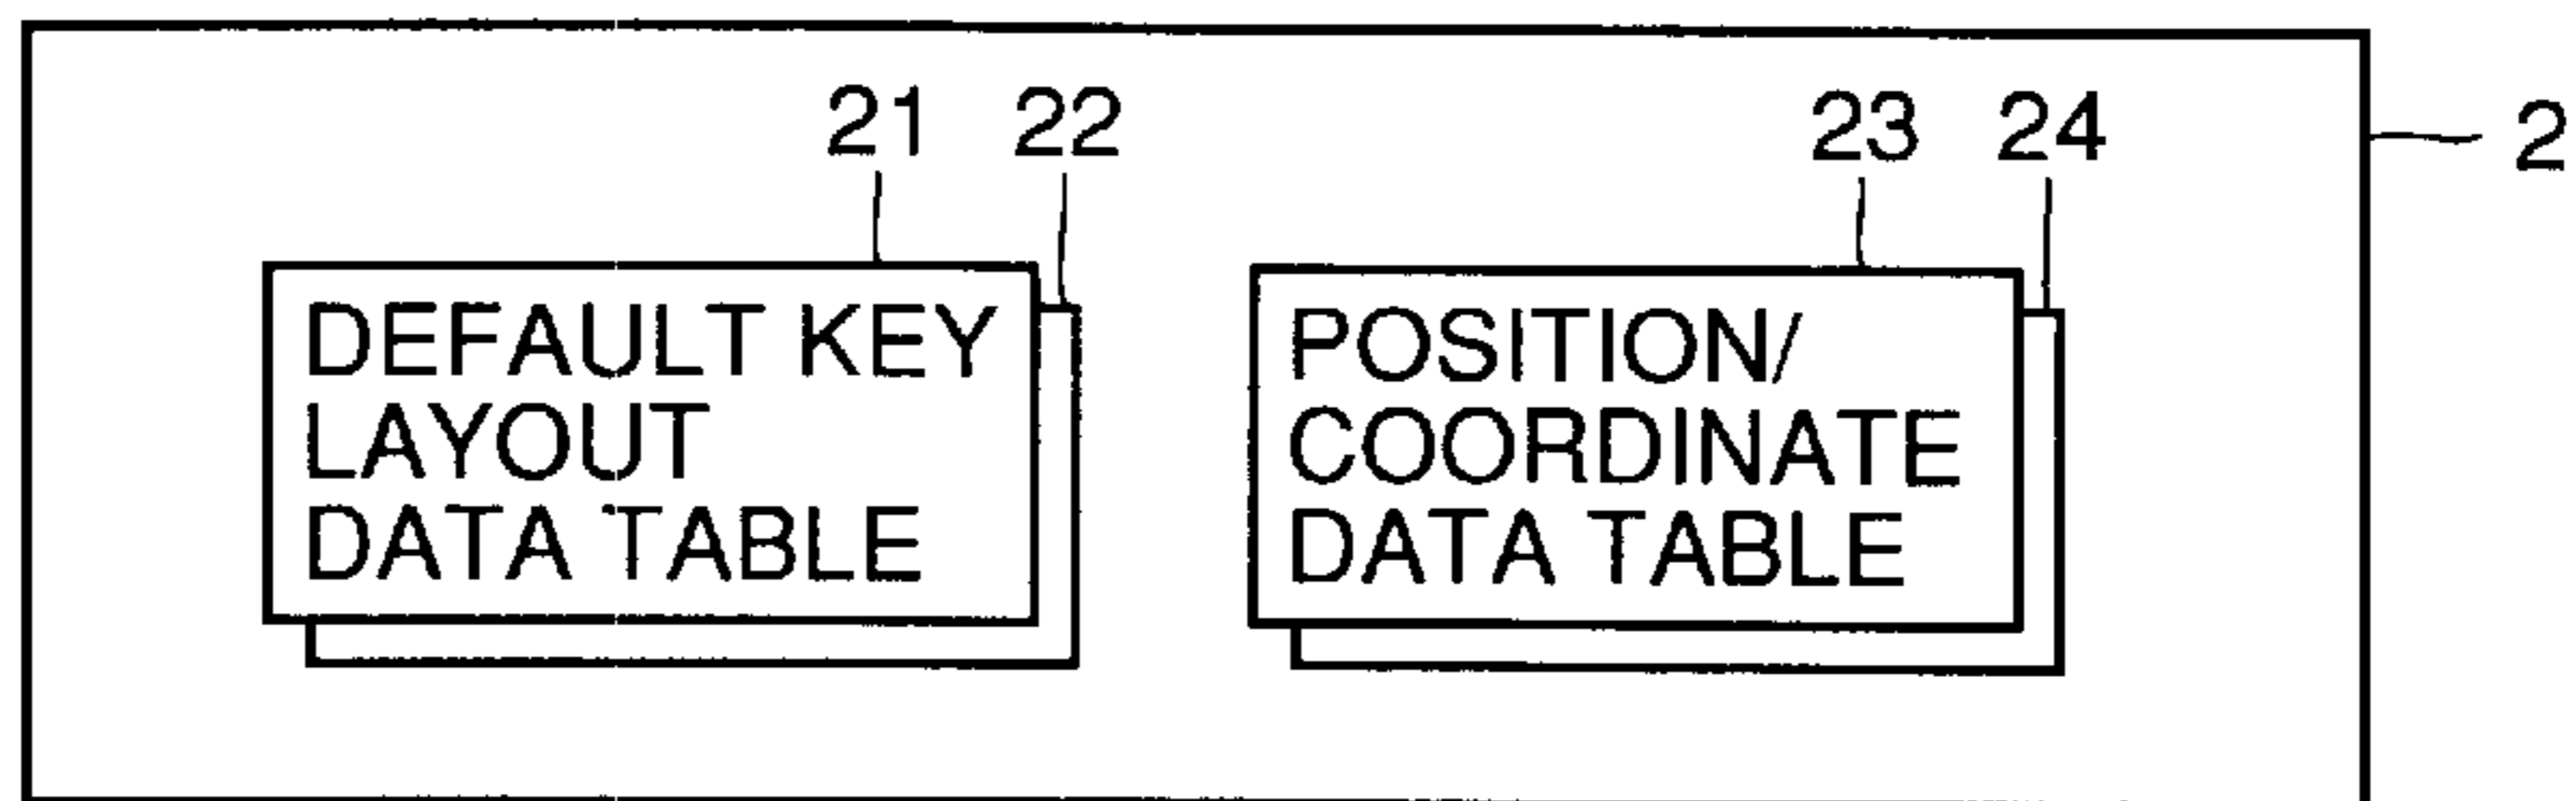 21 22 23 24 2
DEFAULT KEY
LAYOUT
DATA TABLE
POSITION/
COORDINATE
DATA TABLE